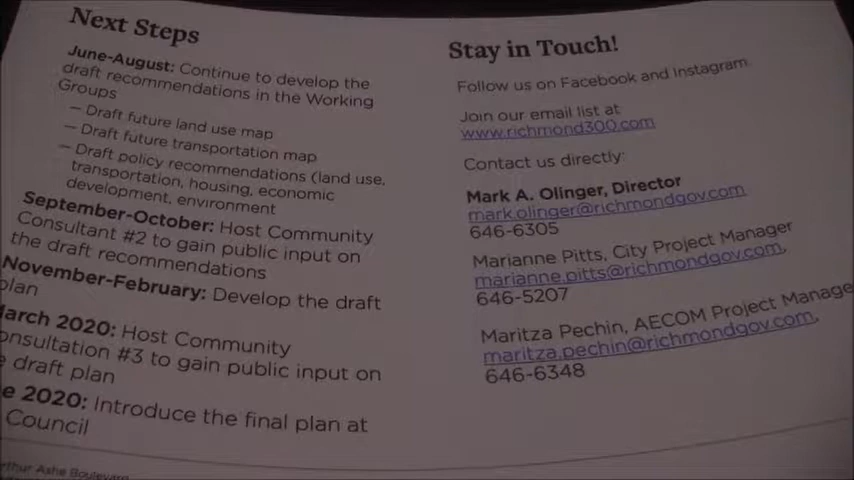 Next Steps
June-August: Continue to develop the
draft recommendations in the Working
Groups
– Draft future land use map
– Draft future transportation map
– Draft policy recommendations (land use,
transportation, housing, economic
development, environment
September-October: Host Community
Consultant #2 to gain public input on
the draft recommendations
November-February: Develop the draft
plan
arch 2020: Host Community
onsultation #3 to gain public input on
e draft plan
e 2020: Introduce the final plan at
Council
rthur Ashe Boulevard
Stay in Touch!
Follow us on Facebook and Instagram
Join our email list at
www.richmond300.com
Contact us directly:
Mark A. Olinger, Director
mark.olinger@richmondgov.com
646-6305
Marianne Pitts, City Project Manager
marianne.pitts@richmondgov.com,
646-5207
Maritza Pechin, AECOM Project Manage
maritza.pechin@richmondgov.com,
646-6348